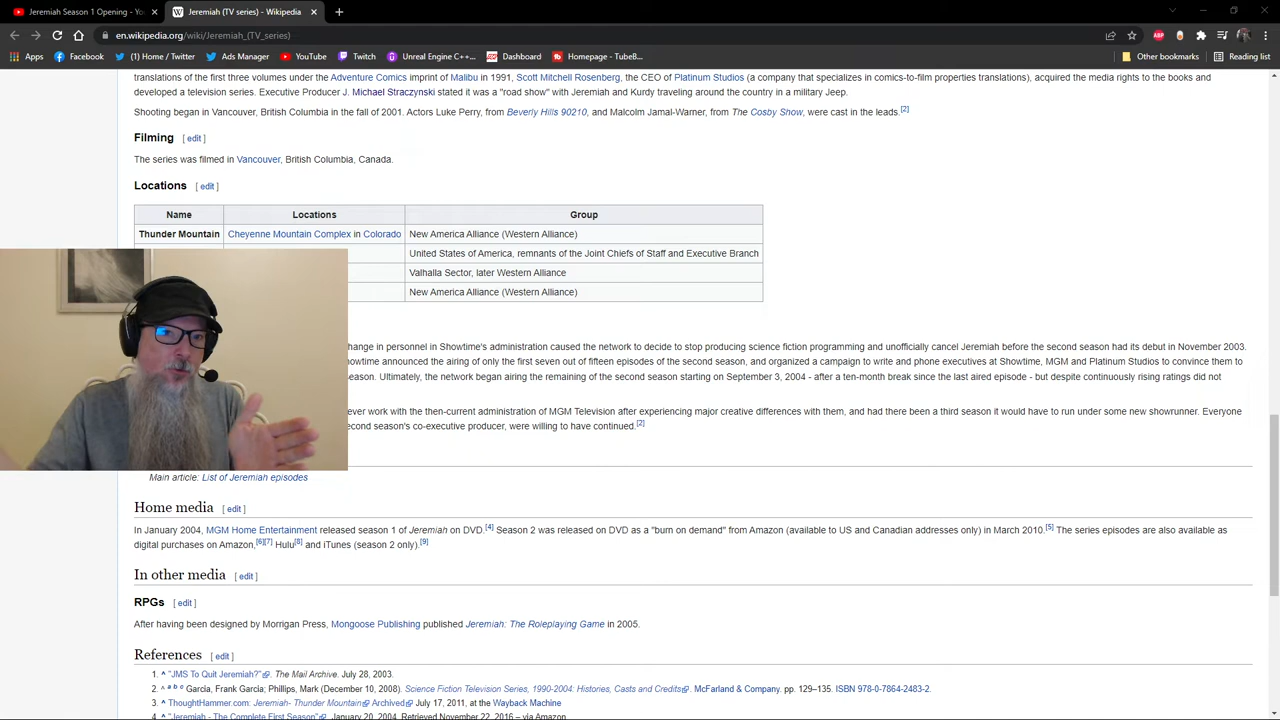 Jeremiah Season 1 Opening - You
Jeremiah (TV series) - Wikipedia
en.wikipedia.org/wiki/Jeremiah_(TV_series)
Apps Facebook (1) Home / Twitter Ads Manager YouTube Twitch Unreal Engine C++... Dashboard Homepage - TubeB... Other bookmarks Reading list
translations of the first three volumes under the Adventure Comics imprint of Malibu in 1991, Scott Mitchell Rosenberg, the CEO of Platinum Studios (a company that specializes in comics-to-film properties translations), acquired the media rights to the books and
developed a television series. Executive Producer J. Michael Straczynski stated it was a "road show" with Jeremiah and Kurdy traveling around the country in a military Jeep.
Shooting began in Vancouver, British Columbia in the fall of 2001. Actors Luke Perry, from Beverly Hills 90210, and Malcolm Jamal-Warner, from The Cosby Show, were cast in the leads.[2]
Filming [ edit ]
The series was filmed in Vancouver, British Columbia, Canada.
Locations [ edit ]
Name Locations Group
Thunder Mountain Cheyenne Mountain Complex in Colorado New America Alliance (Western Alliance)
United States of America, remnants of the Joint Chiefs of Staff and Executive Branch
Valhalla Sector, later Western Alliance
New America Alliance (Western Alliance)
hange in personnel in Showtime's administration caused the network to decide to stop producing science fiction programming and unofficially cancel Jeremiah before the second season had its debut in November 2003.
howtime announced the airing of only the first seven out of fifteen episodes of the second season, and organized a campaign to write and phone executives at Showtime, MGM and Platinum Studios to convince them to
eason. Ultimately, the network began airing the remaining of the second season starting on September 3, 2004 - after a ten-month break since the last aired episode - but despite continuously rising ratings did not
ever work with the then-current administration of MGM Television after experiencing major creative differences with them, and had there been a third season it would have to run under some new showrunner. Everyone
econd season's co-executive producer, were willing to have continued.[2]
Main article: List of Jeremiah episodes
Home media [ edit ]
In January 2004, MGM Home Entertainment released season 1 of Jeremiah on DVD.[4] Season 2 was released on DVD as a "burn on demand" from Amazon (available to US and Canadian addresses only) in March 2010.[5] The series episodes are also available as
digital purchases on Amazon,[6][7] Hulu[8] and iTunes (season 2 only).[9]
In other media [ edit ]
RPGs [ edit ]
After having been designed by Morrigan Press, Mongoose Publishing published Jeremiah: The Roleplaying Game in 2005.
References [ edit ]
1. ^ "JMS To Quit Jeremiah?". The Mail Archive. July 28, 2003.
2. ^ a b c Garcia, Frank Garcia; Phillips, Mark (December 10, 2008). Science Fiction Television Series, 1990-2004: Histories, Casts and Credits. McFarland & Company. pp. 129–135. ISBN 978-0-7864-2483-2.
3. ^ ThoughtHammer.com: Jeremiah- Thunder Mountain Archived July 17, 2011, at the Wayback Machine
4. ^ "Jeremiah - The Complete First Season". January 20, 2004. Retrieved November 22, 2016 – via Amazon.